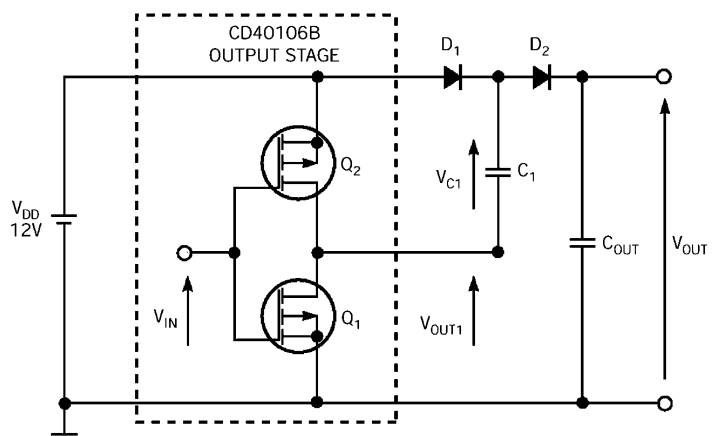 CD40106B
OUTPUT STAGE
D1
D2
Q2
VC1
C1
VDD
12V
COUT
VOUT
VIN
Q1
VOUT1